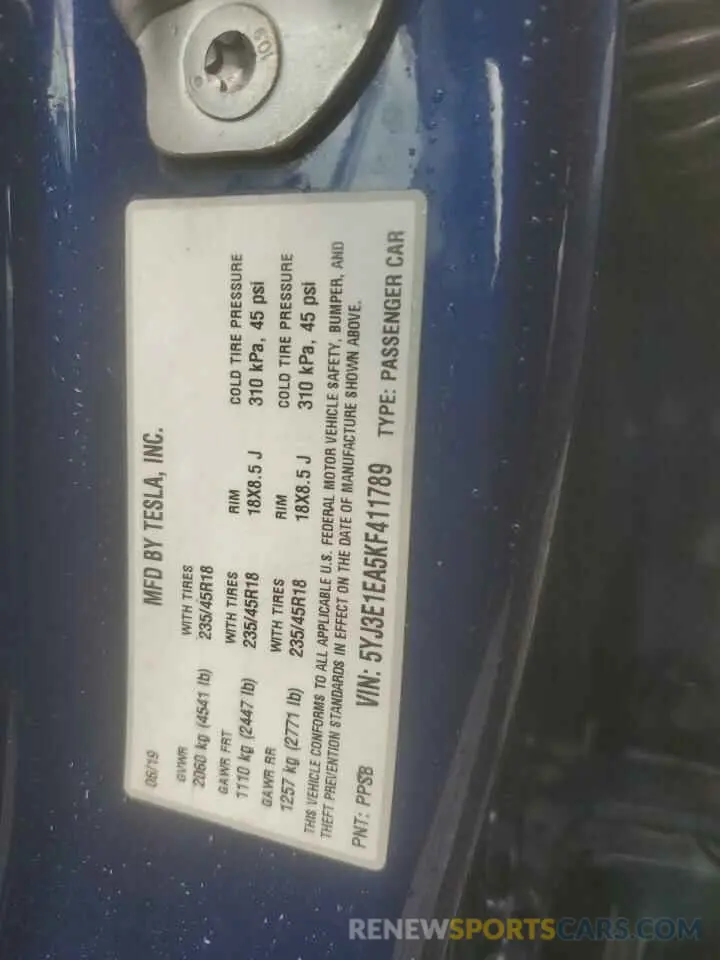 10.9
06/19 MFD BY TESLA, INC.
GVWR WITH TIRES
2060 kg (4541 lb) 235/45R18
GAWR FRT WITH TIRES RIM COLD TIRE PRESSURE
1110 kg (2447 lb) 235/45R18 18X8.5 J 310 kPa, 45 psi
GAWR RR WITH TIRES RIM COLD TIRE PRESSURE
1257 kg (2771 lb) 235/45R18 18X8.5 J 310 kPa, 45 psi
THIS VEHICLE CONFORMS TO ALL APPLICABLE U.S. FEDERAL MOTOR VEHICLE SAFETY, BUMPER, AND
THEFT PREVENTION STANDARDS IN EFFECT ON THE DATE OF MANUFACTURE SHOWN ABOVE.
PNT: PPSB VIN: 5YJ3E1EA5KF411789 TYPE: PASSENGER CAR
RENEWSPORTSCARS.COM